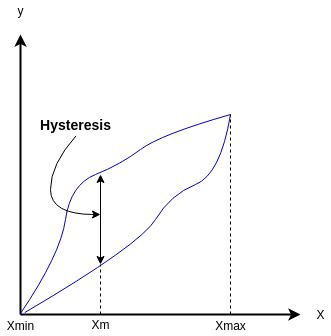 y
Hysteresis
X
Xmin
Xm
Xmax